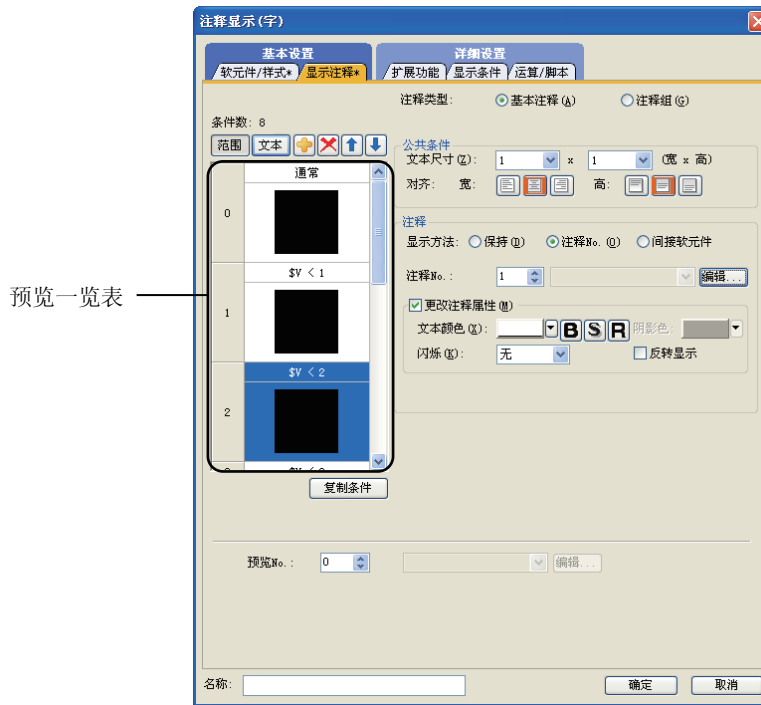 注释显示(字)
基本设置
详细设置
软元件/样式*
显示注释*
扩展功能
显示条件
运算/脚本
注释类型:
基本注释(A)
注释组(G)
条件数: 8
范围
文本
公共条件
文本尺寸(Z):
1
x
1
(宽 x 高)
对齐:
宽:
高:
通常
0
注释
显示方法:
保持(D)
注释No.(O)
间接软元件
$V < 1
1
注释No.:
1
编辑...
预览一览表
更改注释属性(M)
文本颜色(X):
B
S
R
阴影色:
闪烁(K):
无
反转显示
$V < 2
2
复制条件
预览No.:
0
编辑...
名称:
确定
取消